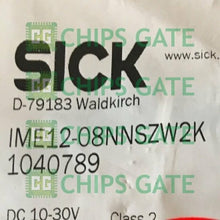 CHIPS GATE
SICK
www.sick.
D-79183 Waldkirch
CHIPS GATE
IME12-08NNSZW2K
1040789
CHIPS GATE
DC 10-30V Class 2